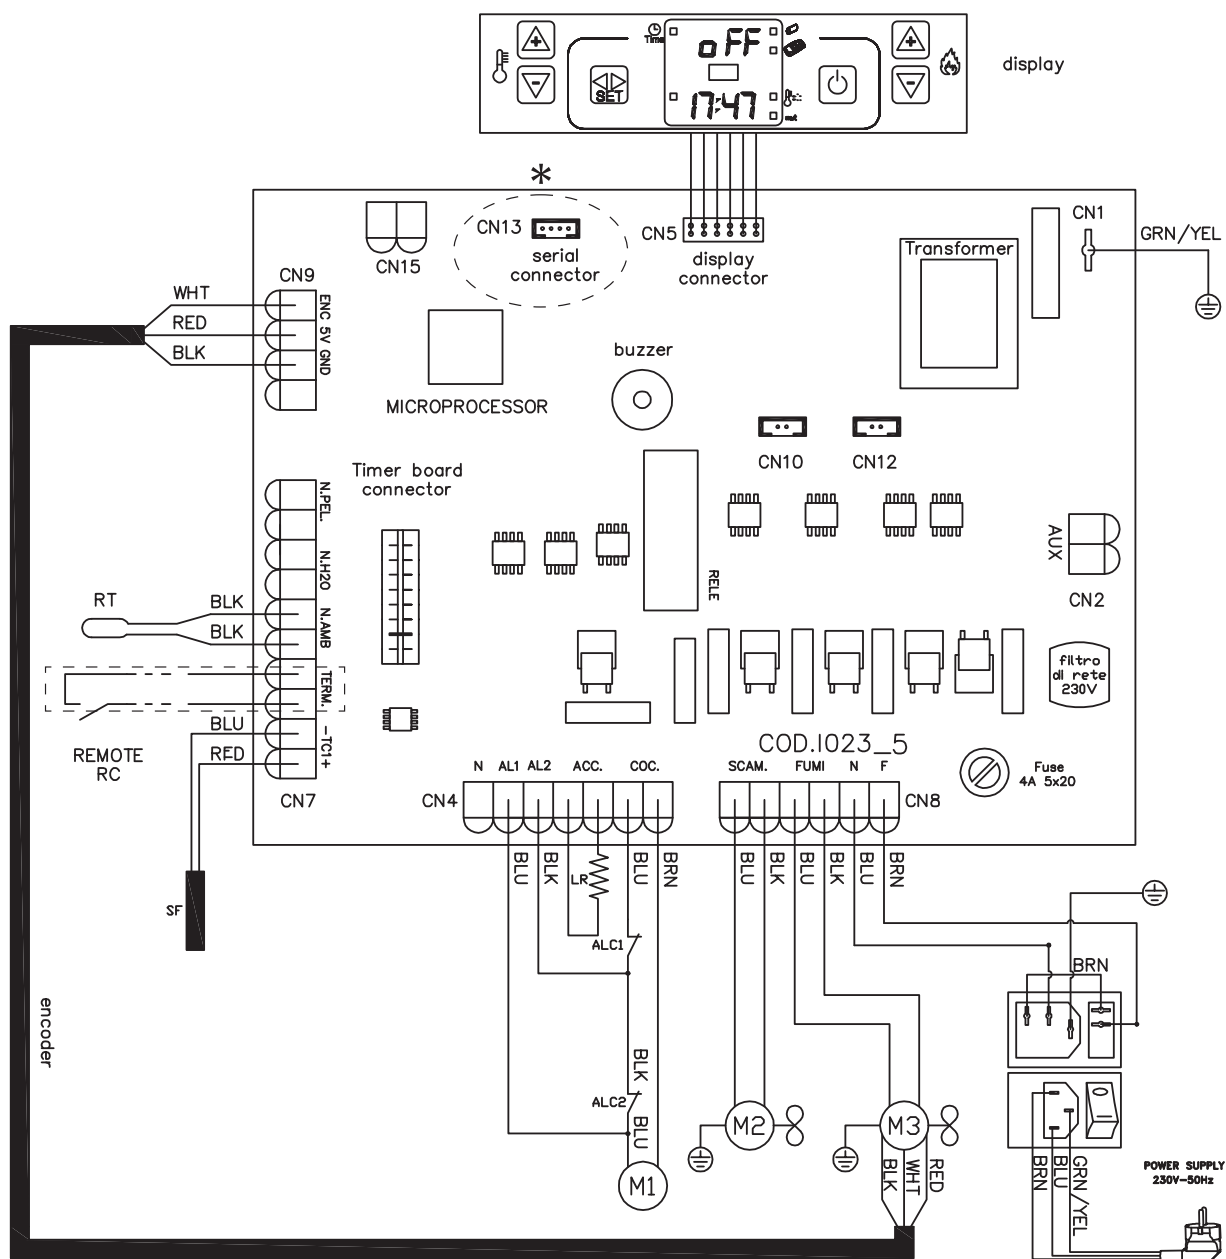 Time
oFF
SET
17:47
display
*
CN13
serial
connector
CN15
CN5
display
connector
Transformer
CN1
GRN/YEL
CN9
WHT
RED
BLK
ENC
5V
GND
MICROPROCESSOR
buzzer
CN10
CN12
Timer board
connector
N.PEL.
N.H2O
N.AMB
TERM.
-TC1+
RT
BLK
BLK
BLU
RED
REMOTE
RC
CN7
RELE
AUX
CN2
filtro
di rete
230V
COD.I023_5
Fuse
4A 5x20
CN4
N AL1 AL2 ACC. COC.
SCAM. FUMI N F
CN8
BLU
BLK
LR
BLU
BRN
BLU
BLK
BLU
BLK
BLU
BRN
SF
ALC1
BRN
encoder
BLK
ALC2
BLU
M1
M2
M3
BLK
WHT
RED
BRN
BLU
GRN/YEL
POWER SUPPLY
230V-50Hz